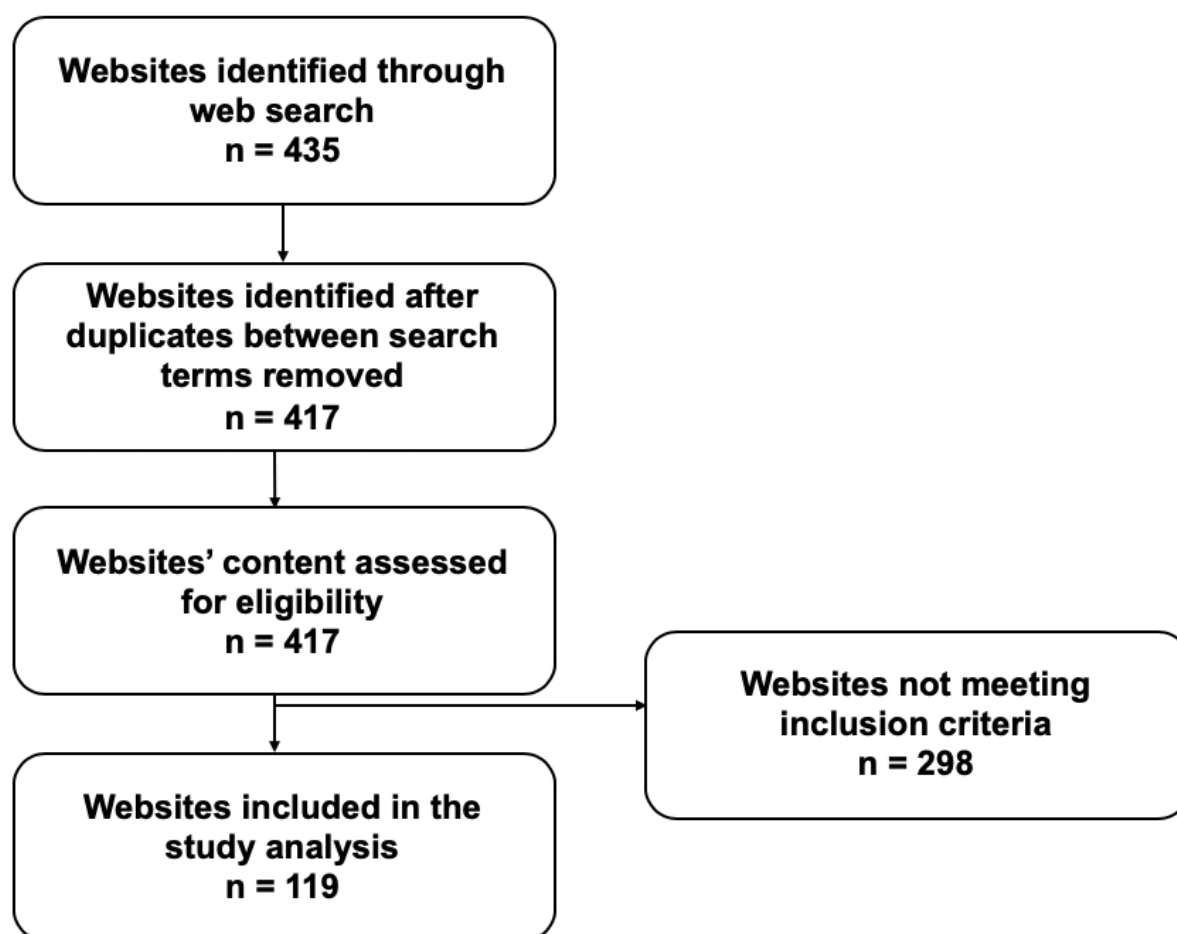 Websites identified through
web search
n = 435
Websites identified after
duplicates between search
terms removed
n = 417
Websites’ content assessed
for eligibility
n = 417
Websites not meeting
inclusion criteria
n = 298
Websites included in the
study analysis
n = 119